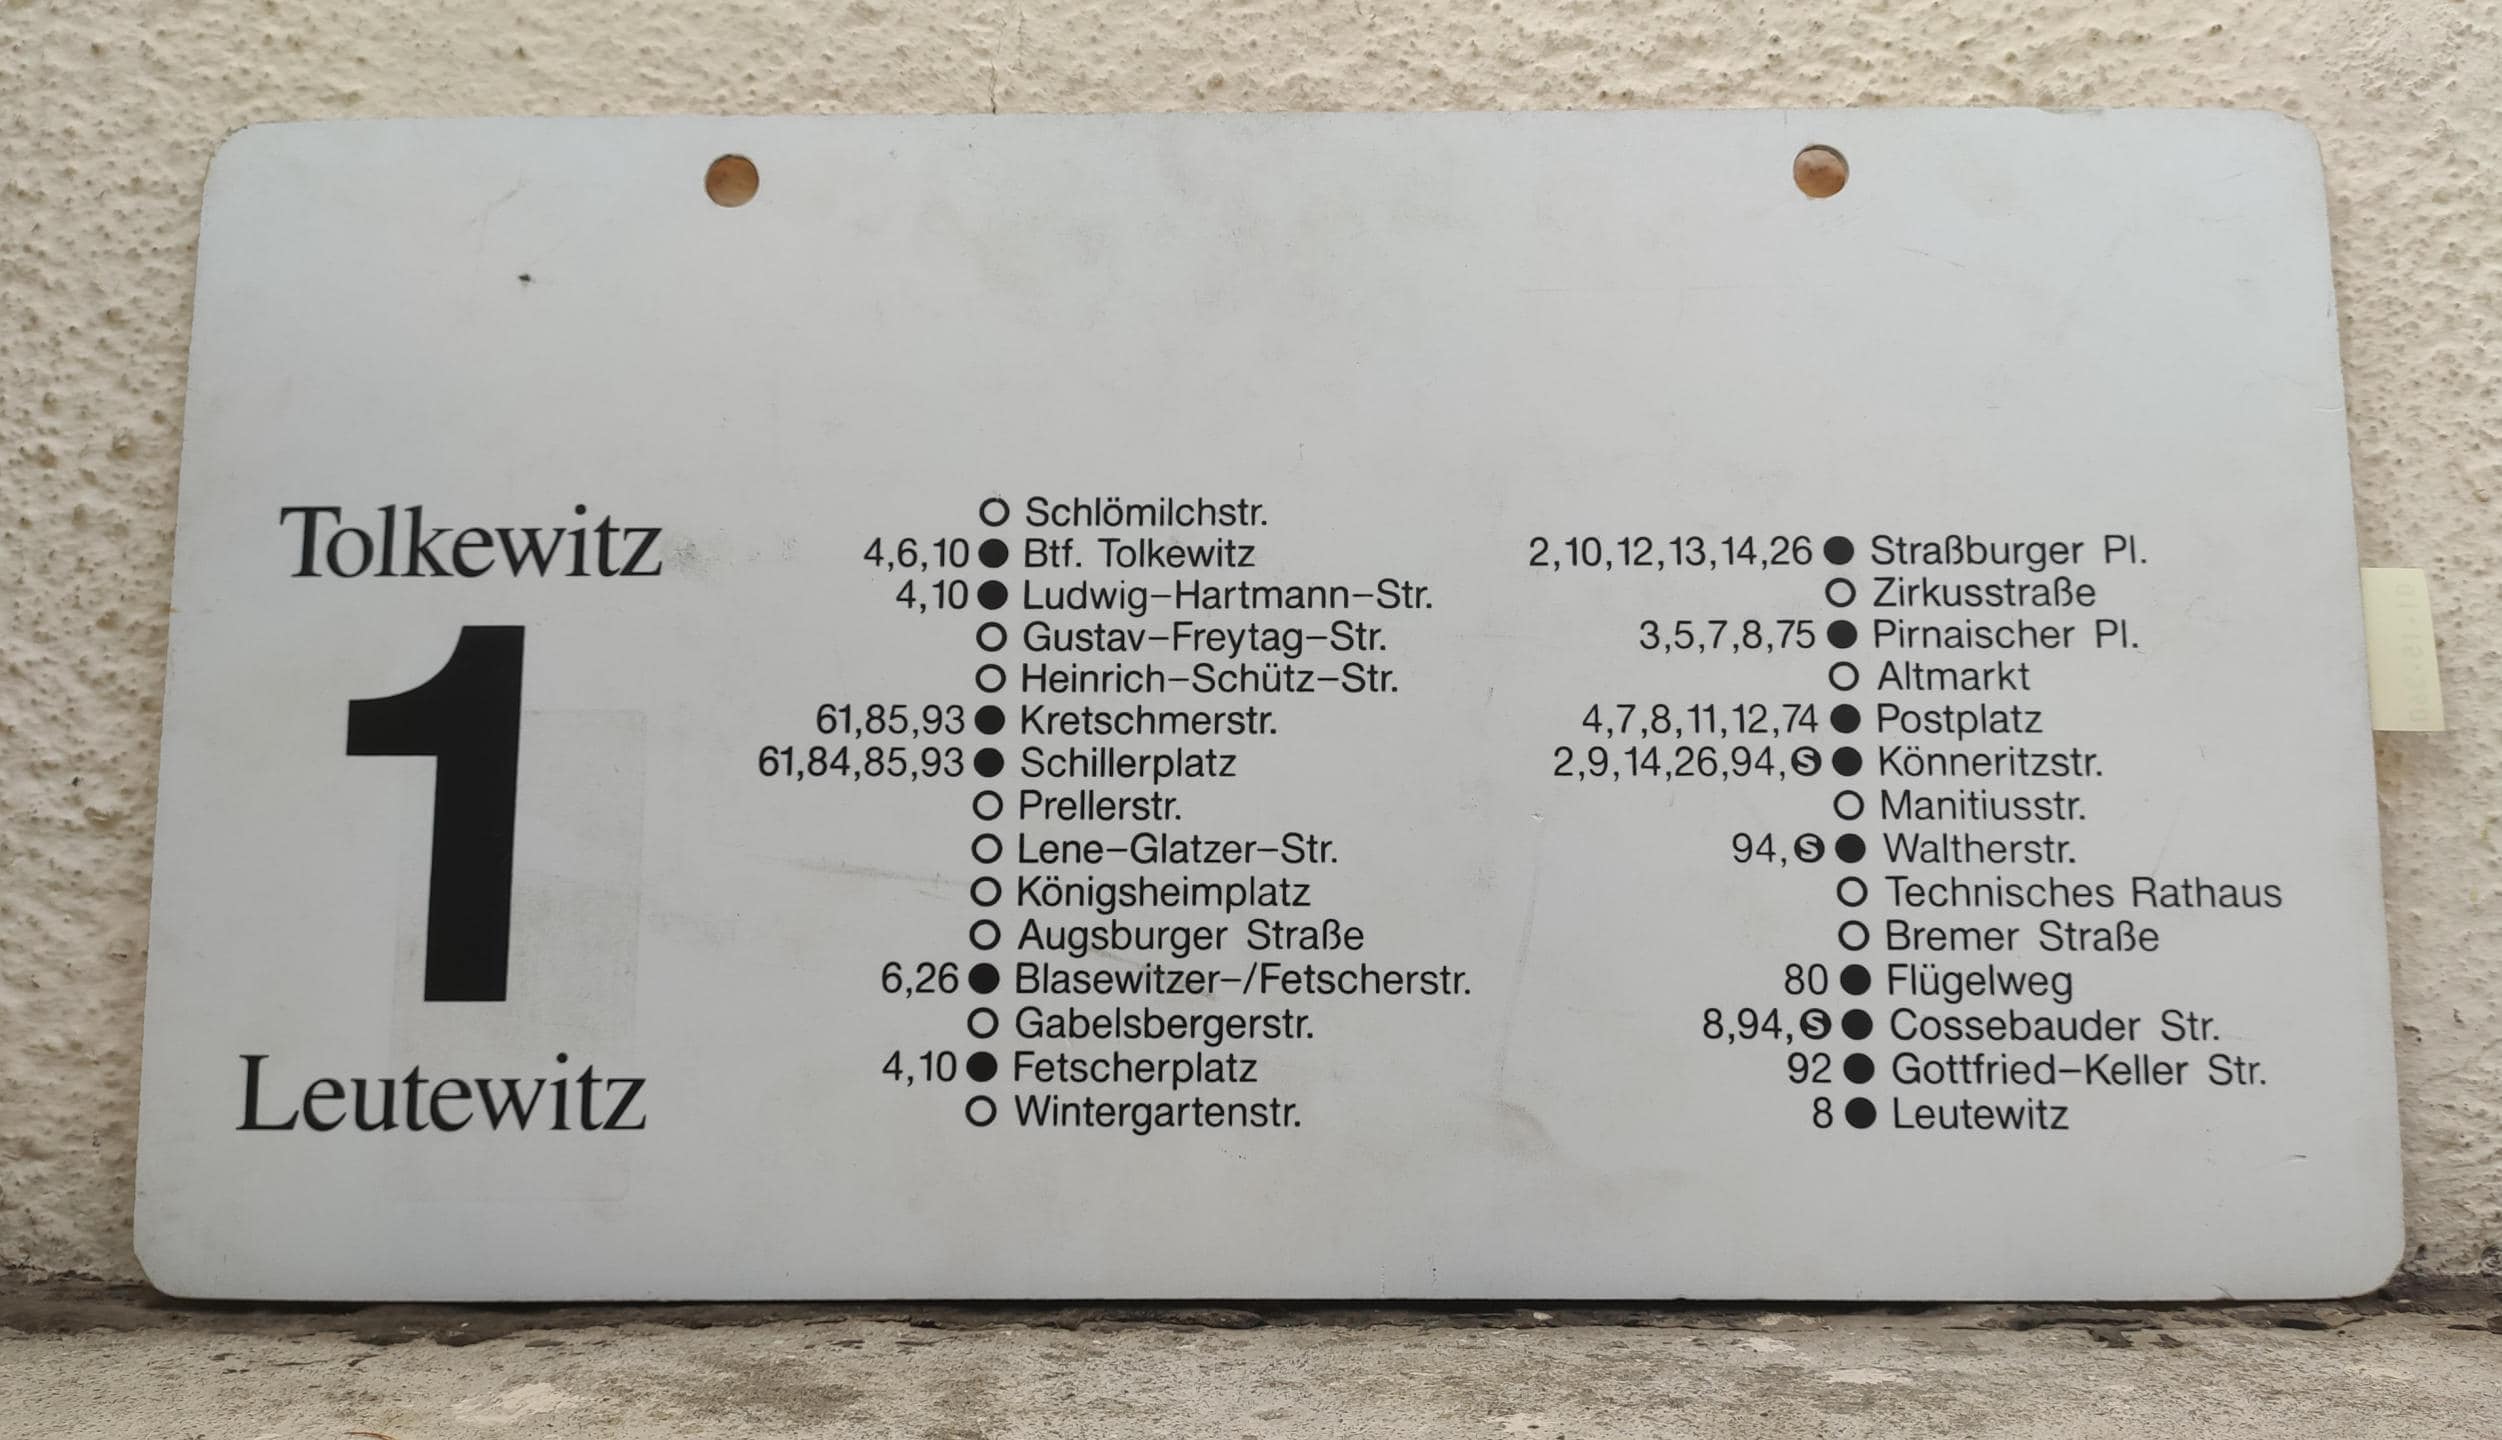 Tolkewitz
1
Leutewitz
Schlömilchstr.
4,6,10 Btf. Tolkewitz
4,10 Ludwig-Hartmann-Str.
Gustav-Freytag-Str.
Heinrich-Schütz-Str.
61,85,93 Kretschmerstr.
61,84,85,93 Schillerplatz
Prellerstr.
Lene-Glatzer-Str.
Königsheimplatz
Augsburger Straße
6,26 Blasewitzer-/Fetscherstr.
Gabelsbergerstr.
4,10 Fetscherplatz
Wintergartenstr.
2,10,12,13,14,26 Straßburger Pl.
Zirkusstraße
3,5,7,8,75 Pirnaischer Pl.
Altmarkt
4,7,8,11,12,74 Postplatz
2,9,14,26,94,S Könneritzstr.
Manitiusstr.
94,S Waltherstr.
Technisches Rathaus
Bremer Straße
80 Flügelweg
8,94,S Cossebauder Str.
92 Gottfried-Keller Str.
8 Leutewitz